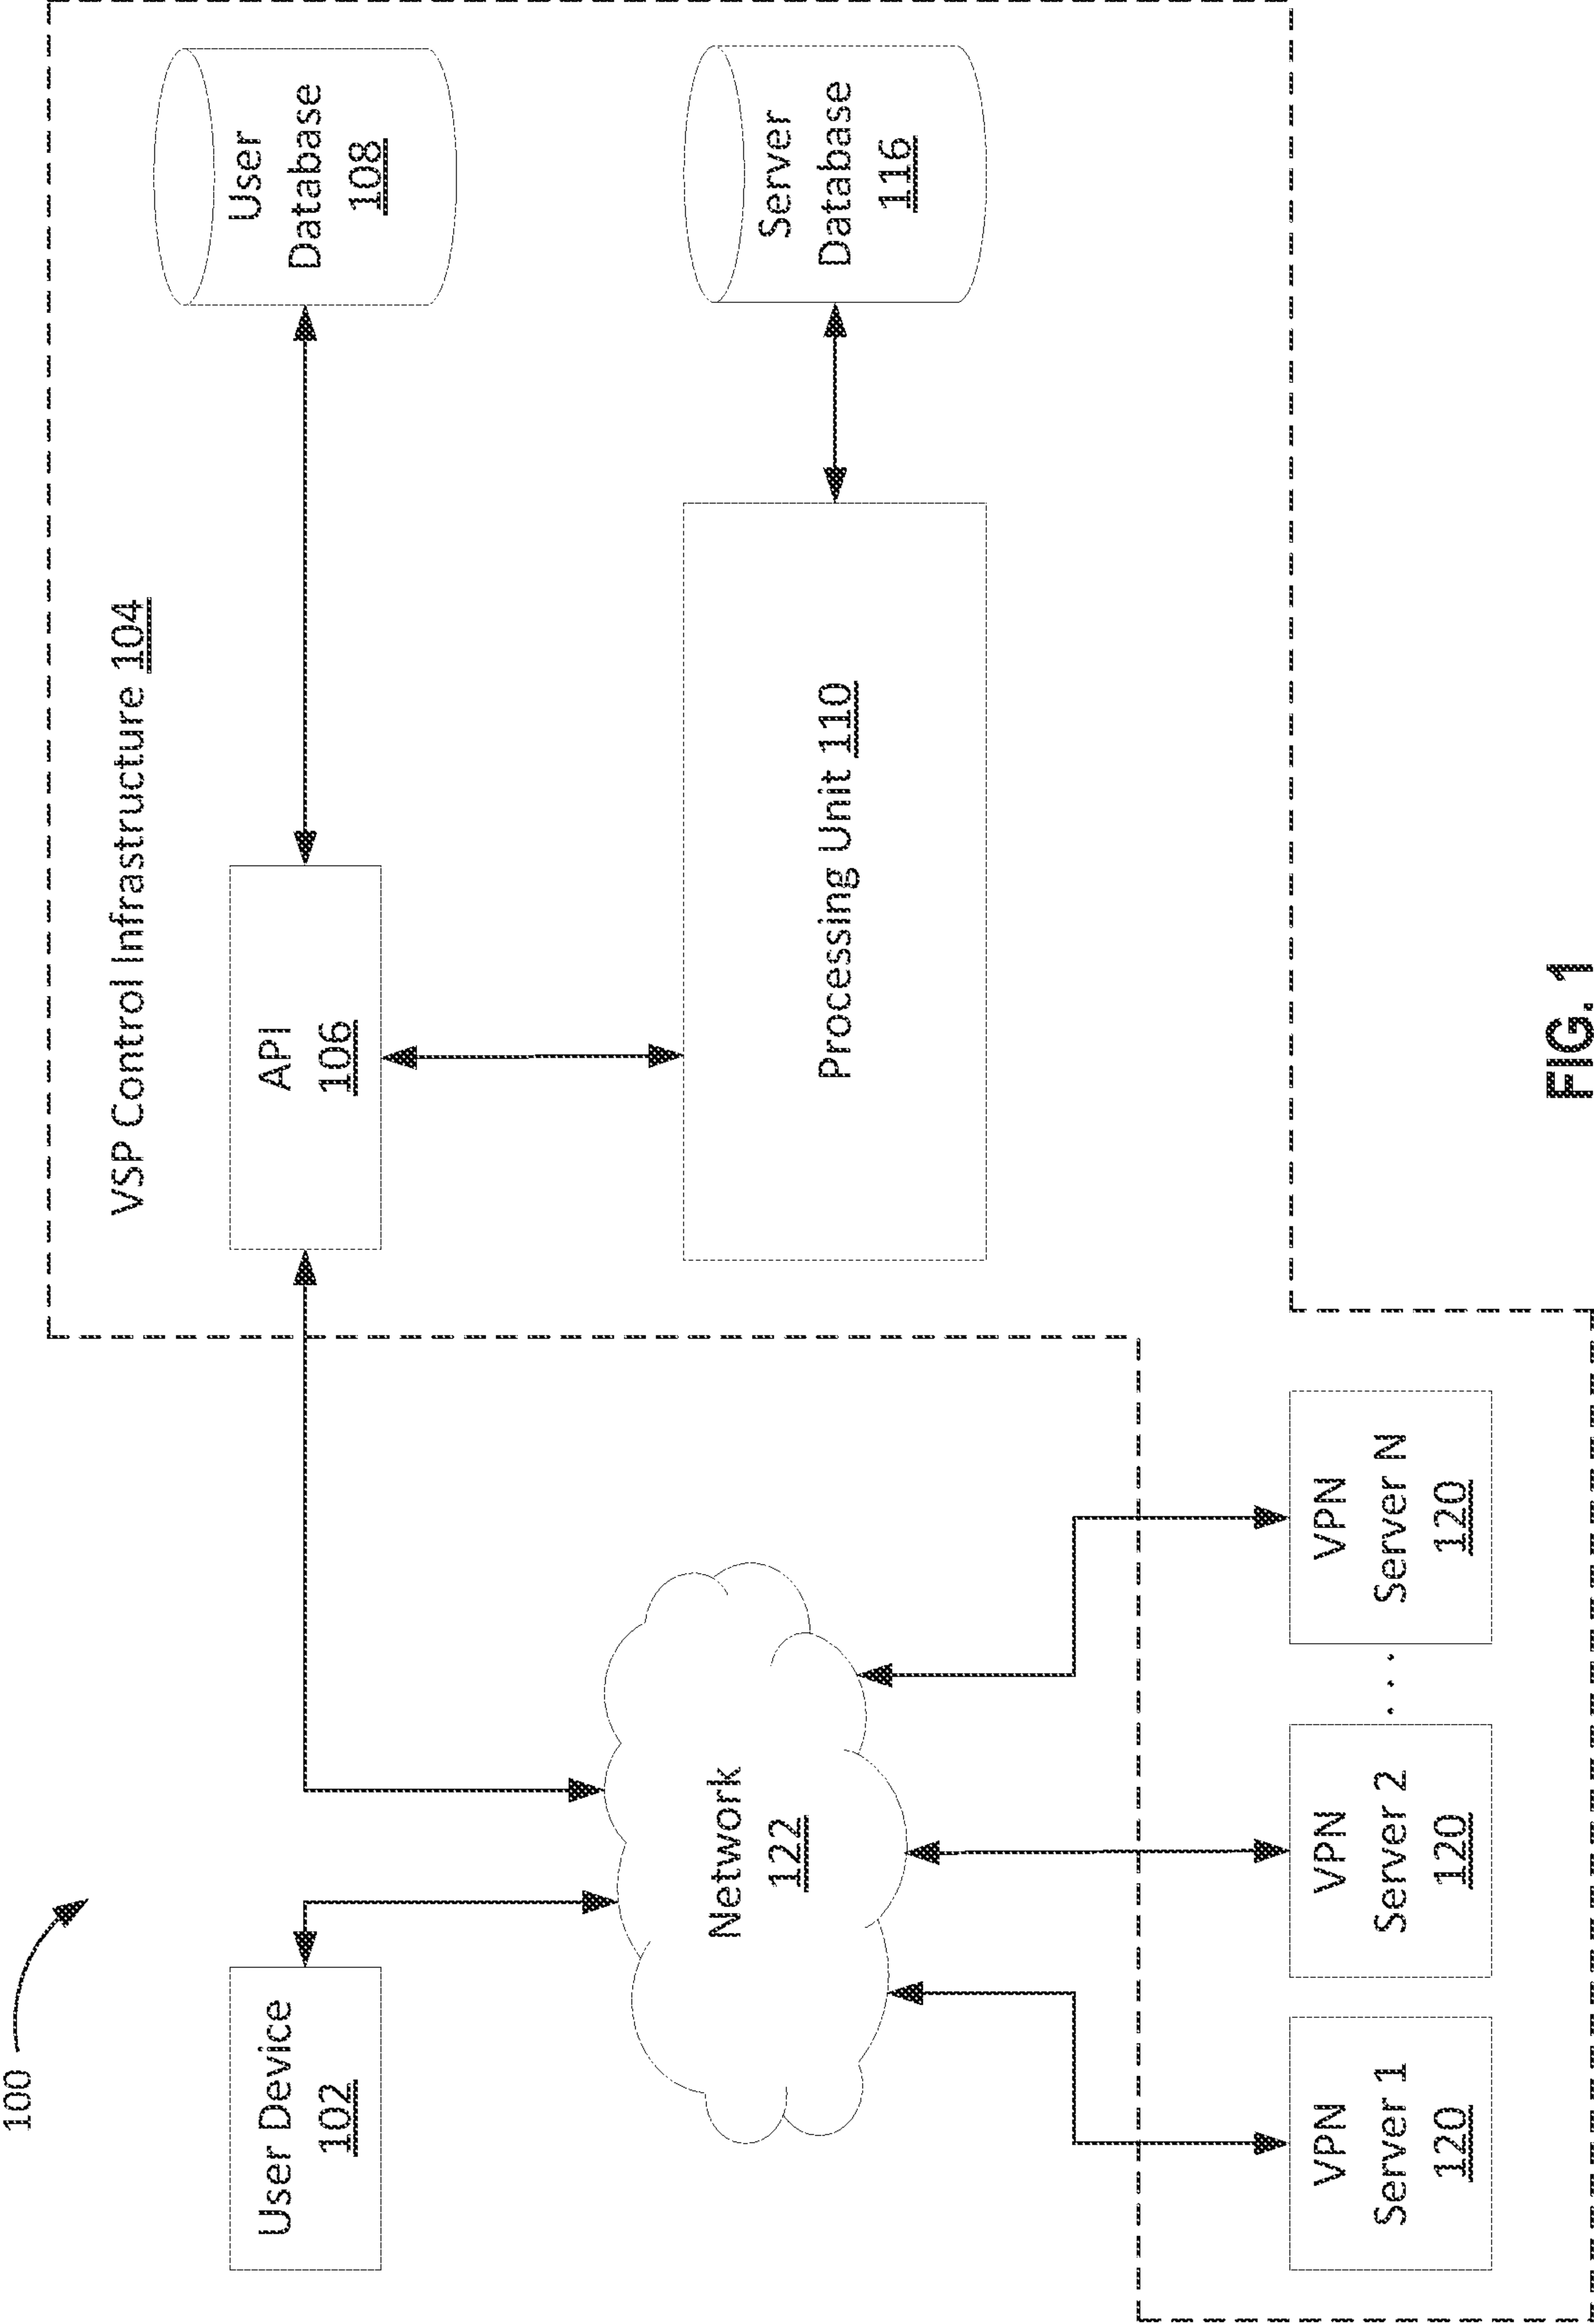 100
VSP Control Infrastructure 104
User Device
102
API
106
User
Database
108
Network
122
Processing Unit 110
Server
Database
116
VPN
Server 1
120
VPN
Server 2
120
. . .
VPN
Server N
120
FIG. 1